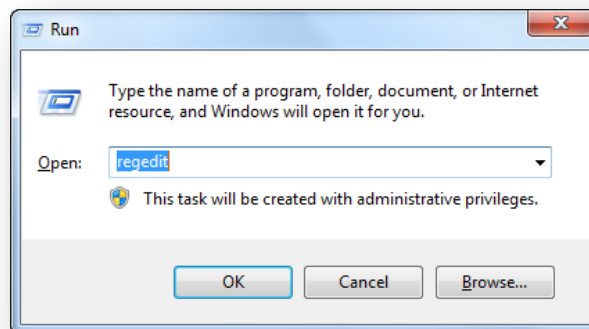 Run
Type the name of a program, folder, document, or Internet
resource, and Windows will open it for you.
Open: regedit
This task will be created with administrative privileges.
OK Cancel Browse...